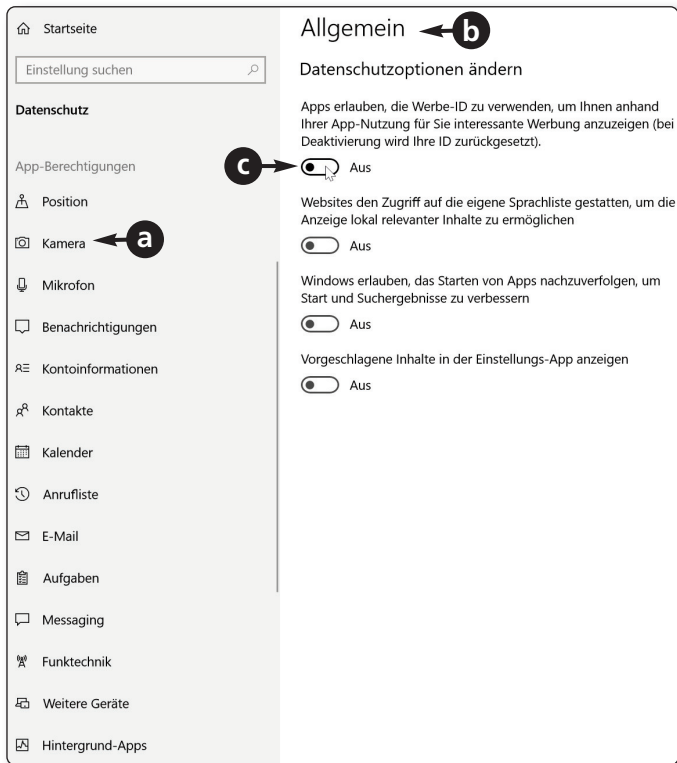 Startseite
Einstellung suchen
Datenschutz
App-Berechtigungen
Position
Kamera
a
Mikrofon
Benachrichtigungen
Kontoinformationen
Kontakte
Kalender
Anrufliste
E-Mail
Aufgaben
Messaging
Funktechnik
Weitere Geräte
Hintergrund-Apps
Allgemein
b
Datenschutzoptionen ändern
Apps erlauben, die Werbe-ID zu verwenden, um Ihnen anhand
Ihrer App-Nutzung für Sie interessante Werbung anzuzeigen (bei
Deaktivierung wird Ihre ID zurückgesetzt).
c
Aus
Websites den Zugriff auf die eigene Sprachliste gestatten, um die
Anzeige lokal relevanter Inhalte zu ermöglichen
Aus
Windows erlauben, das Starten von Apps nachzuverfolgen, um
Start und Suchergebnisse zu verbessern
Aus
Vorgeschlagene Inhalte in der Einstellungs-App anzeigen
Aus